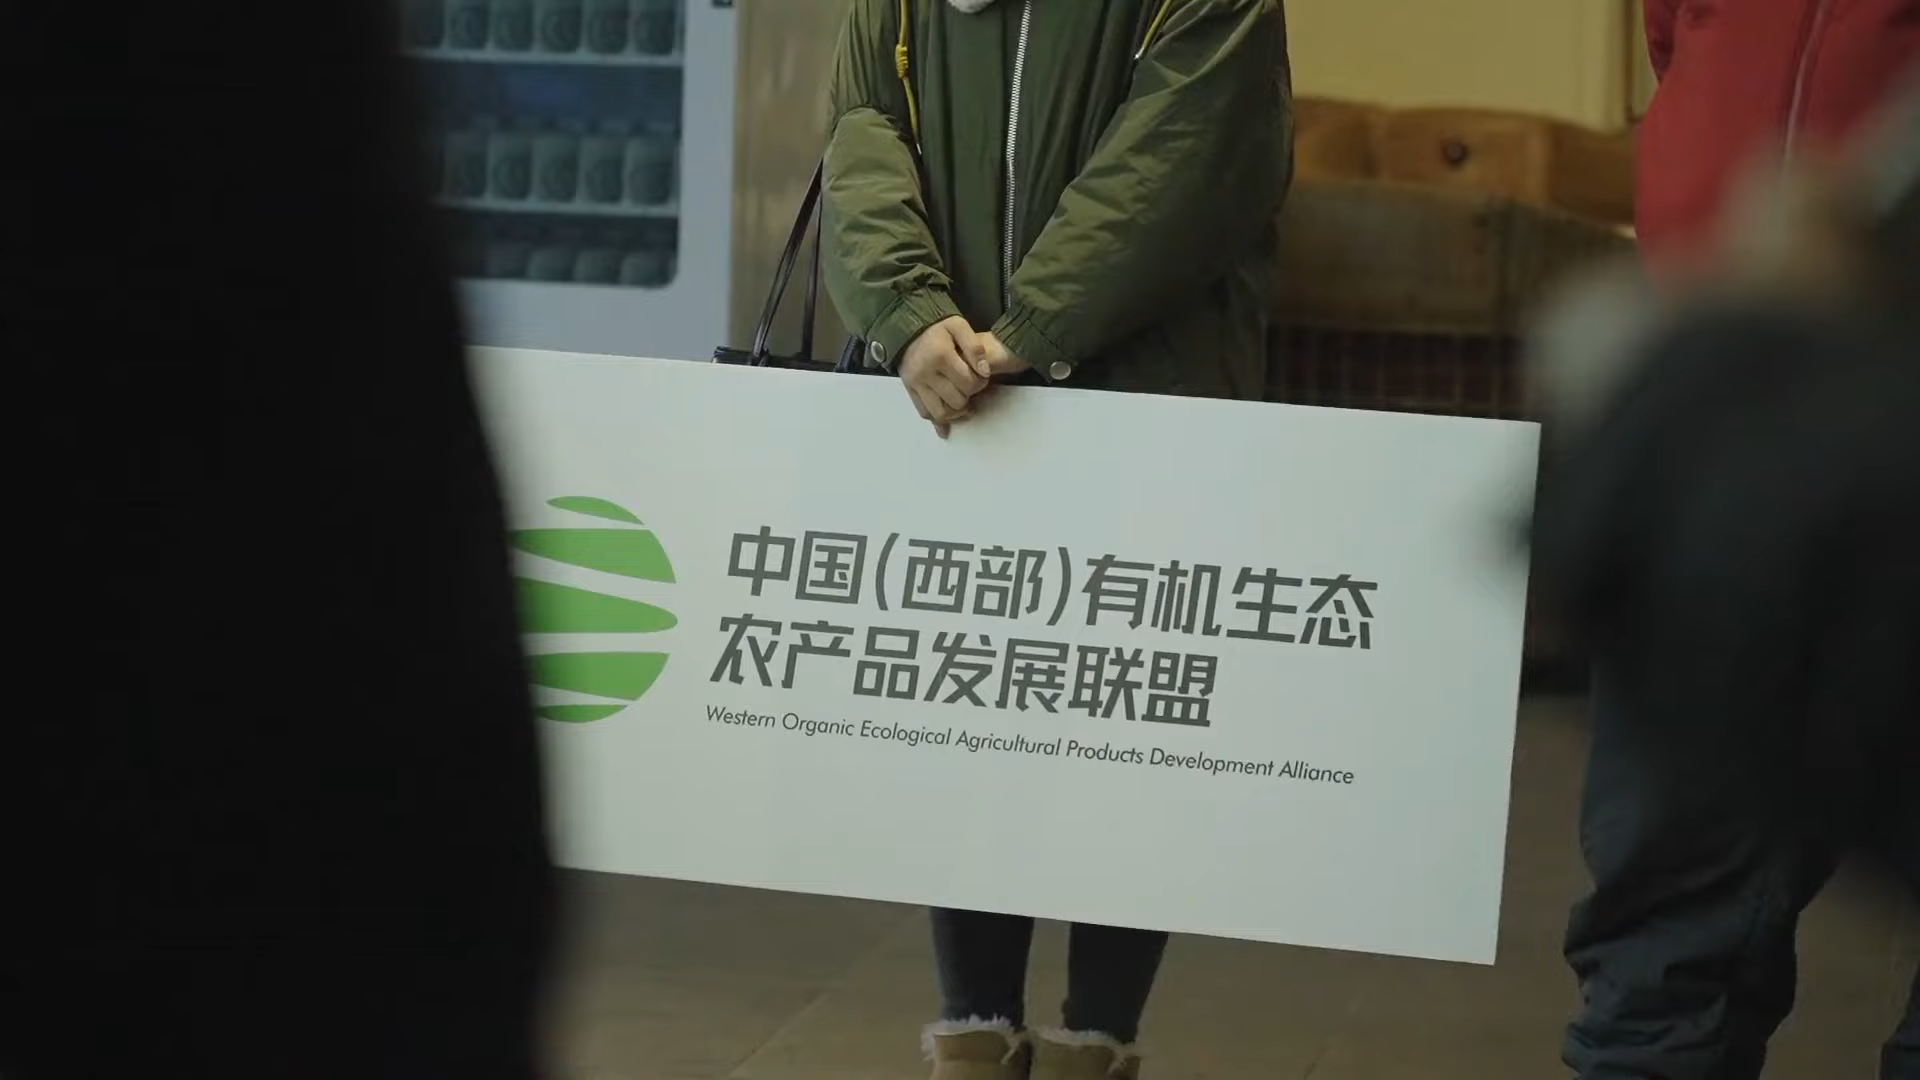 中国(西部)有机生态
农产品发展联盟
Western Organic Ecological Agricultural Products Development Alliance